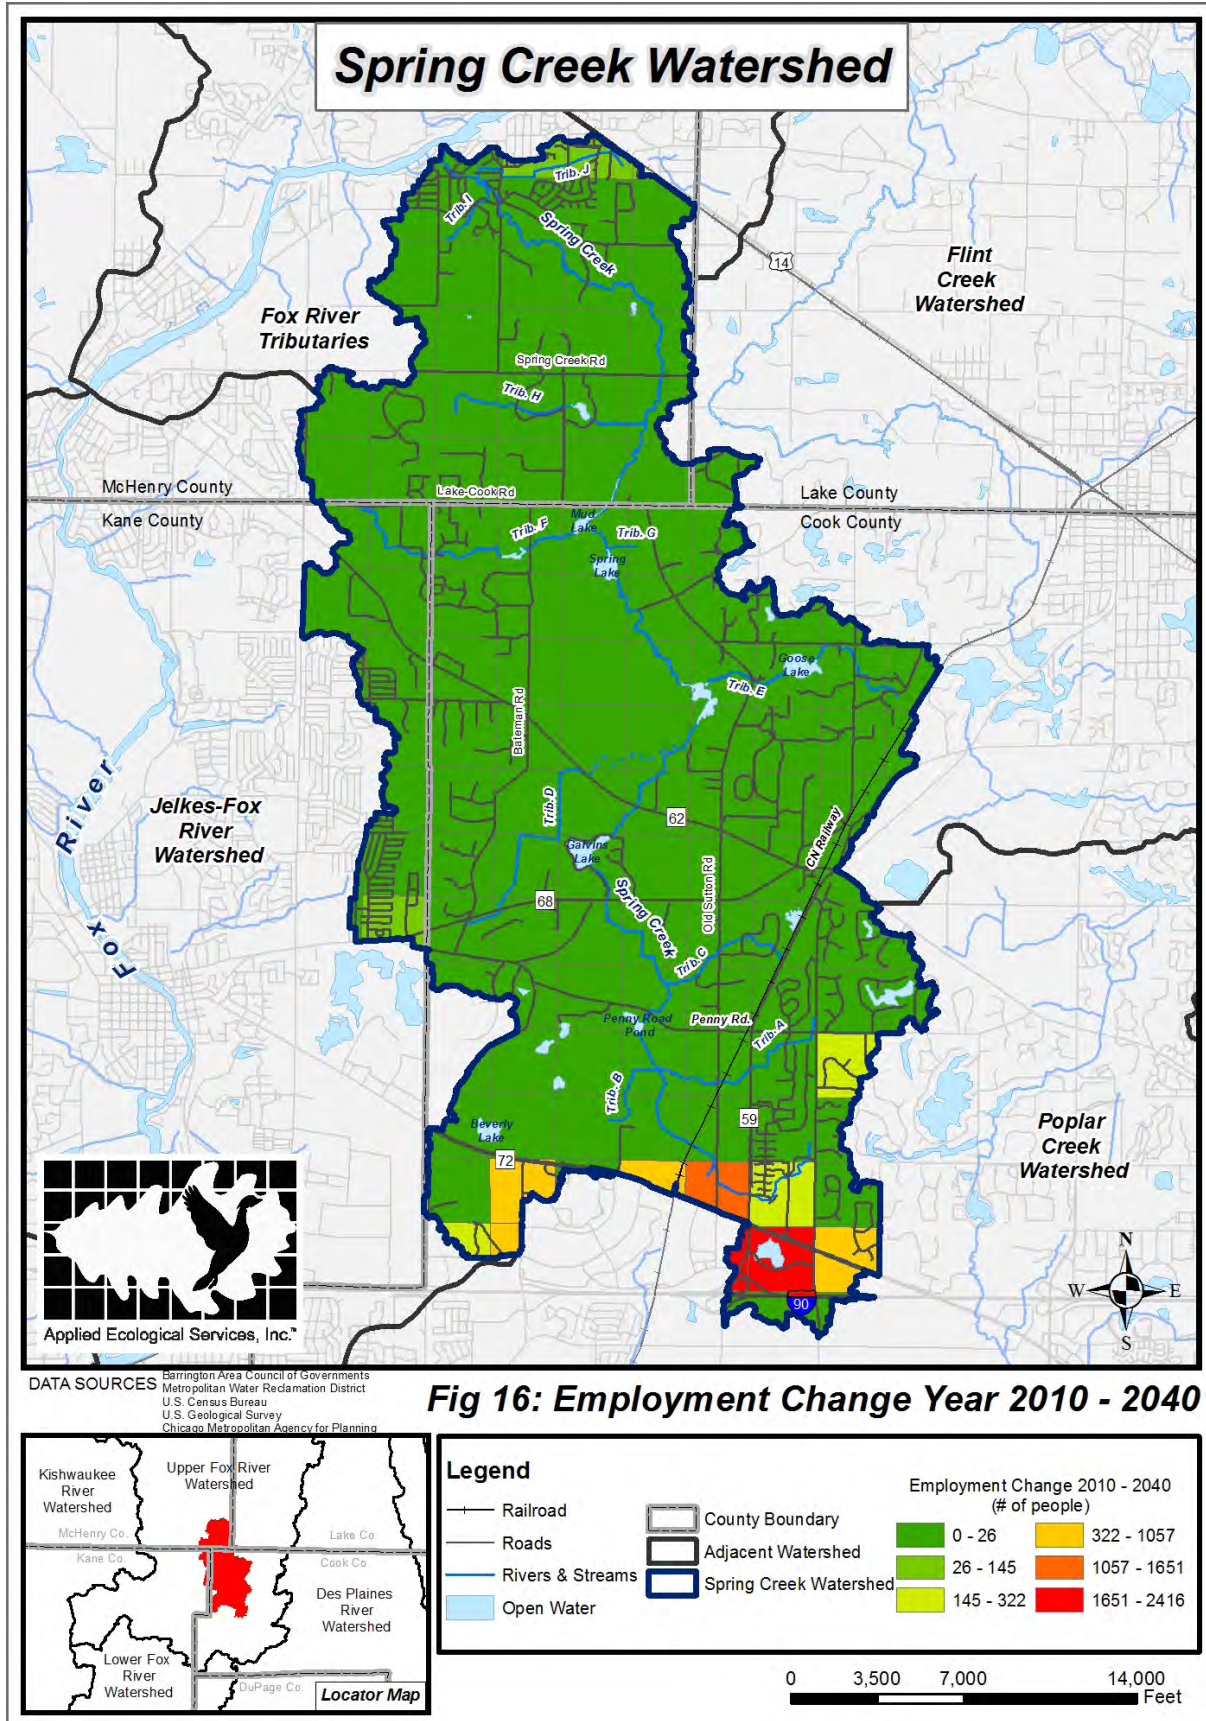 Spring Creek Watershed
Trib. J
Trib. I
Spring Creek
14
Flint
Creek
Watershed
Fox River
Tributaries
Spring Creek Rd
Trib. H
McHenry County
Kane County
Lake-Cook Rd
Lake County
Cook County
Mud
Lake
Trib. F
Trib. G
Spring
Lake
Goose
Lake
Trib. E
Bateman Rd
Fox River
Jelkes-Fox
River
Watershed
Trib. D
62
CN Railway
Galvins
Lake
68
Spring Creek
Old Sutton Rd
Trib. C
Penny Road
Pond
Penny Rd.
Trib. A
Trib. B
59
Beverly
Lake
72
Poplar
Creek
Watershed
90
N
W
E
S
Applied Ecological Services, Inc.™
DATA SOURCES
Barrington Area Council of Governments
Metropolitan Water Reclamation District
U.S. Census Bureau
U.S. Geological Survey
Chicago Metropolitan Agency for Planning
Fig 16: Employment Change Year 2010 - 2040
Kishwaukee
River
Watershed
Upper Fox River
Watershed
McHenry Co.
Kane Co.
Lake Co.
Cook Co.
Des Plaines
River
Watershed
Lower Fox
River
Watershed
DuPage Co.
Locator Map
Legend
Railroad
Roads
Rivers & Streams
Open Water
County Boundary
Adjacent Watershed
Spring Creek Watershed
Employment Change 2010 - 2040
(# of people)
0 - 26
26 - 145
145 - 322
322 - 1057
1057 - 1651
1651 - 2416
0 3,500 7,000 14,000
Feet